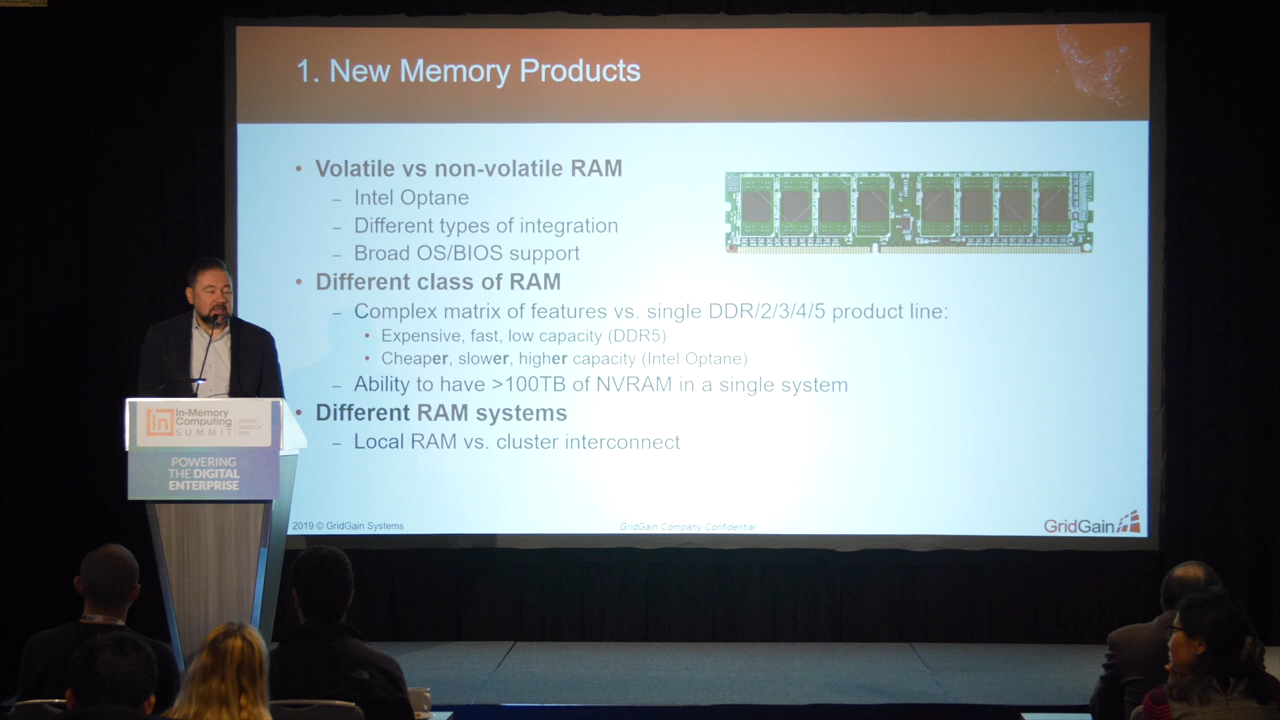 1. New Memory Products
• Volatile vs non-volatile RAM
– Intel Optane
– Different types of integration
– Broad OS/BIOS support
• Different class of RAM
– Complex matrix of features vs. single DDR/2/3/4/5 product line:
• Expensive, fast, low capacity (DDR5)
• Cheaper, slower, higher capacity (Intel Optane)
– Ability to have >100TB of NVRAM in a single system
• Different RAM systems
– Local RAM vs. cluster interconnect
2019 © GridGain Systems
GridGain Company Confidential
GridGain
In
In-Memory
Computing
SUMMIT
NORTH
AMERICA
2019
POWERING
THE DIGITAL
ENTERPRISE